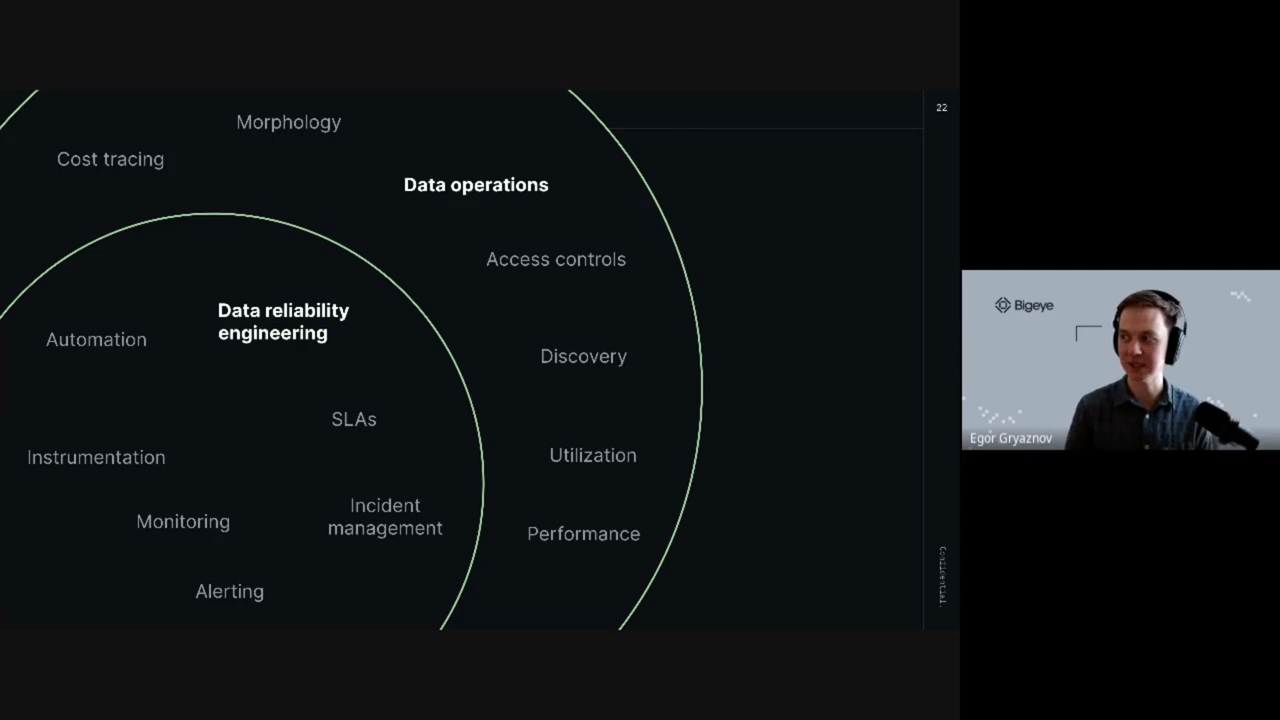 22
Morphology
Cost tracing
Data operations
Access controls
Data reliability
engineering
Automation
Discovery
SLAs
Instrumentation
Utilization
Incident
management
Monitoring
Performance
Alerting
Confidential.
Bigeye
Egor Gryaznov